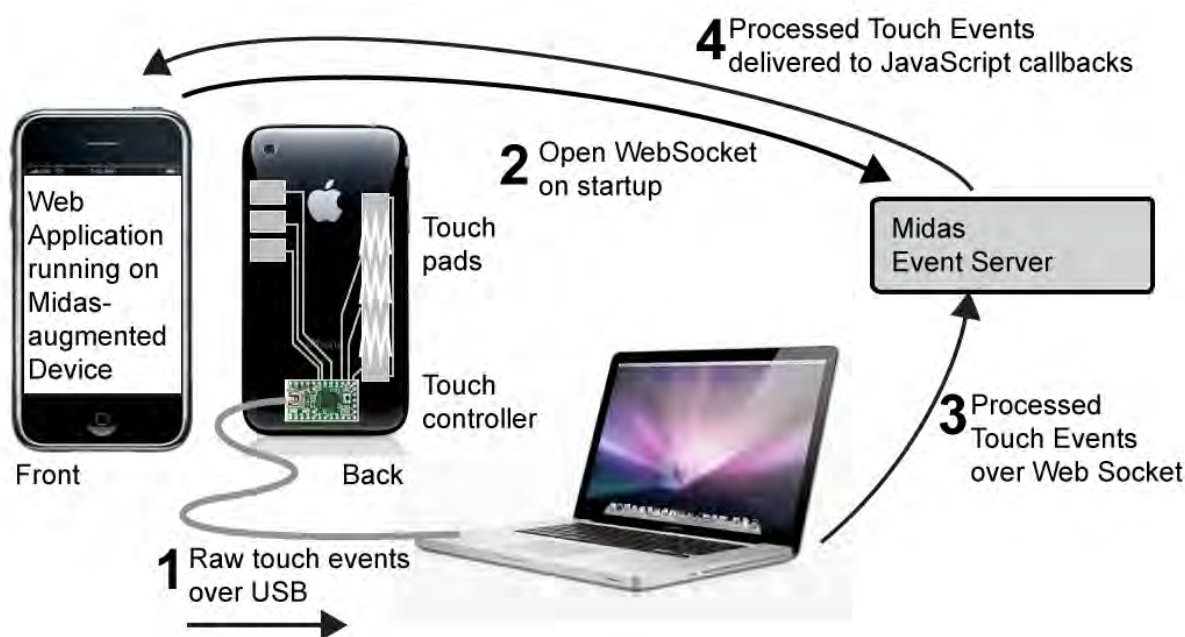 4 Processed Touch Events
delivered to JavaScript callbacks
2 Open WebSocket
on startup
Web
Application
running on
Midas-
augmented
Device
Touch
pads
Midas
Event Server
Touch
controller
3 Processed
Touch Events
over Web Socket
Front
Back
1 Raw touch events
over USB